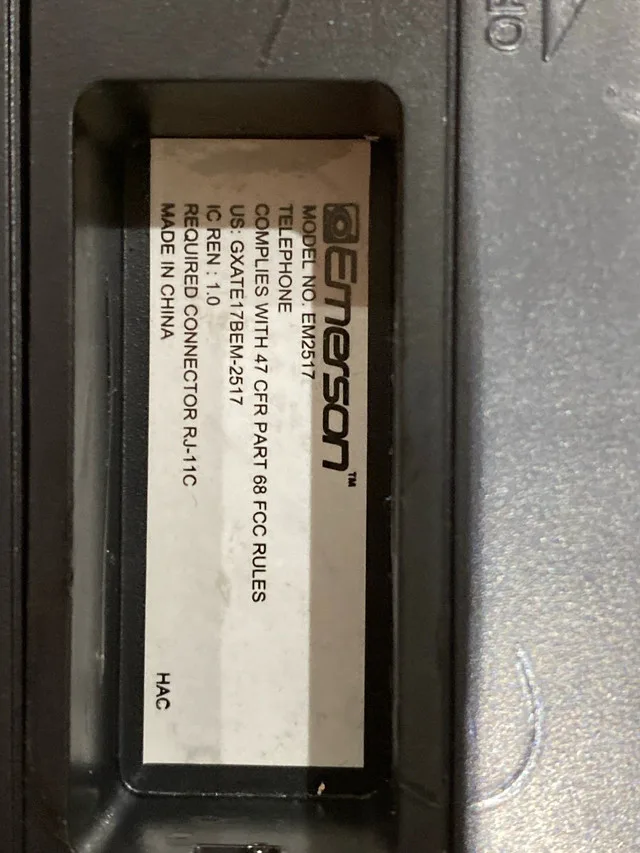 Emerson™
MODEL NO. EM2517
TELEPHONE
COMPLIES WITH 47 CFR PART 68 FCC RULES
US: GXATE17BEM-2517
IC REN : 1.0
REQUIRED CONNECTOR RJ-11C
MADE IN CHINA HAC